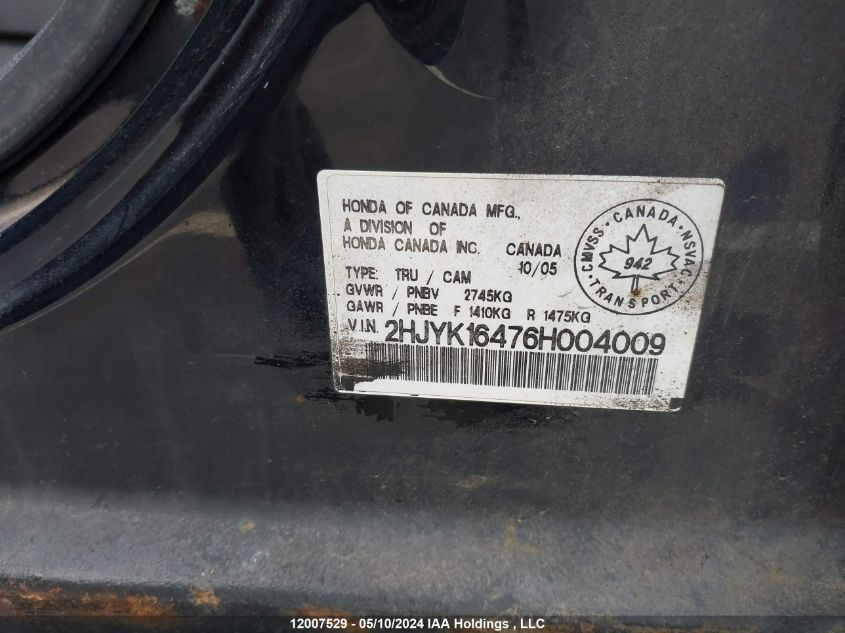 HONDA OF CANADA MFG.,
A DIVISION OF
HONDA CANADA INC. CANADA
10/05
TYPE: TRU / CAM
GVWR / PNBV 2745KG
GAWR / PNBE F 1410KG R 1475KG
V.I.N. 2HJYK16476H004009
CMVSS · CANADA · NSVAC
942
TRANSPORT
12007529 - 05/10/2024 IAA Holdings , LLC